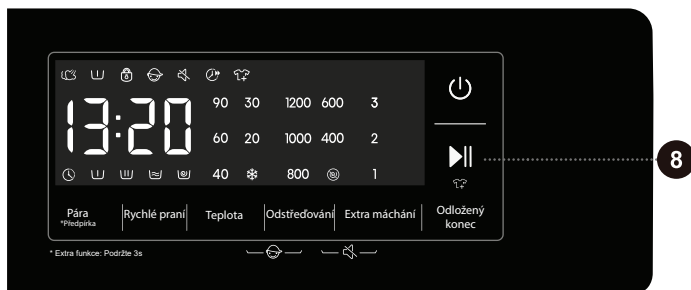 13:20
90 30 1200 600 3
60 20 1000 400 2
40 800 1
8
Pára
*Předpírka
Rychlé praní
Teplota
Odstřeďování
Extra máchání
Odložený
konec
* Extra funkce: Podržte 3s